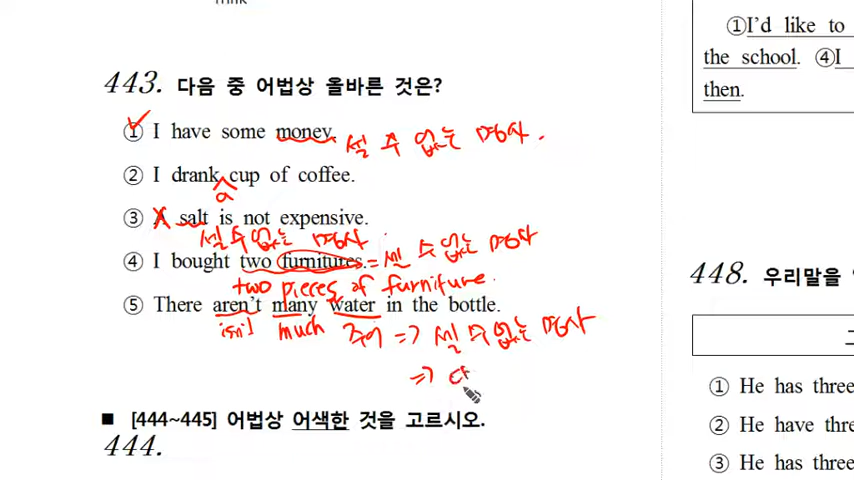 443. 다음 중 어법상 올바른 것은?
① I have some money. 셀 수 없는 명사.
② I drank cup of coffee.
a
③ A salt is not expensive.
셀 수 없는 명사.
④ I bought two furnitures. = 셀 수 없는 명사
two pieces of furniture.
⑤ There aren't many water in the bottle.
isn't much 주어 => 셀 수 없는 명사
=>
■ [444~445] 어법상 어색한 것을 고르시오.
444.
① I'd like to
the school. ④ I
then.
448. 우리말을
① He has three
② He have thre
③ He has three